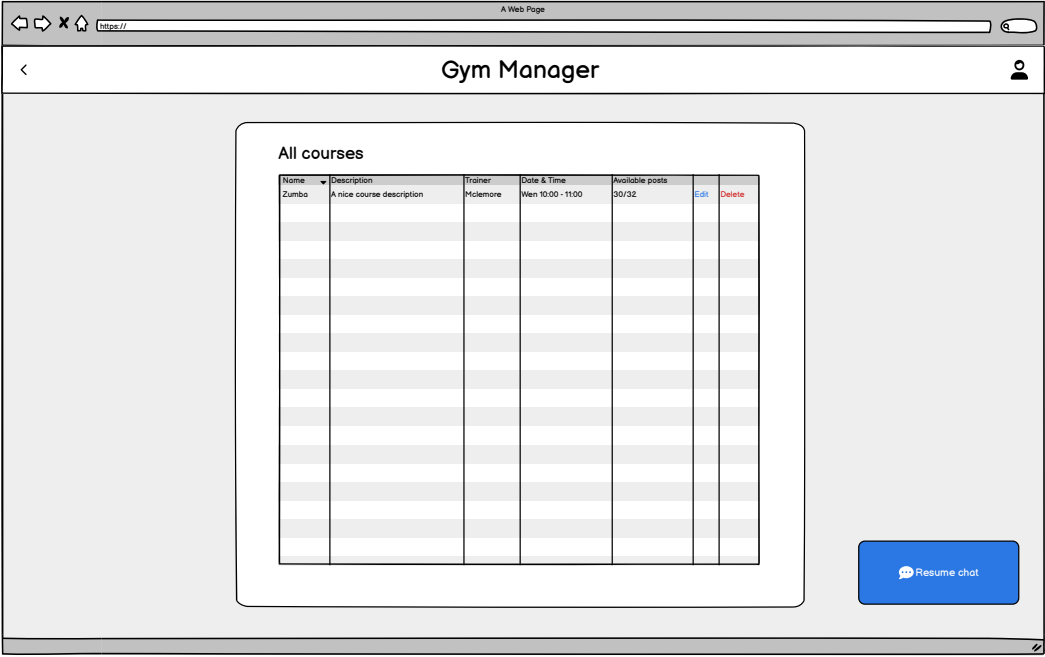 A Web Page
https://
Gym Manager
All courses
Name Description Trainer Date & Time Available posts
Zumba A nice course description Mclemore Wen 10:00 - 11:00 30/32 Edit Delete
Resume chat